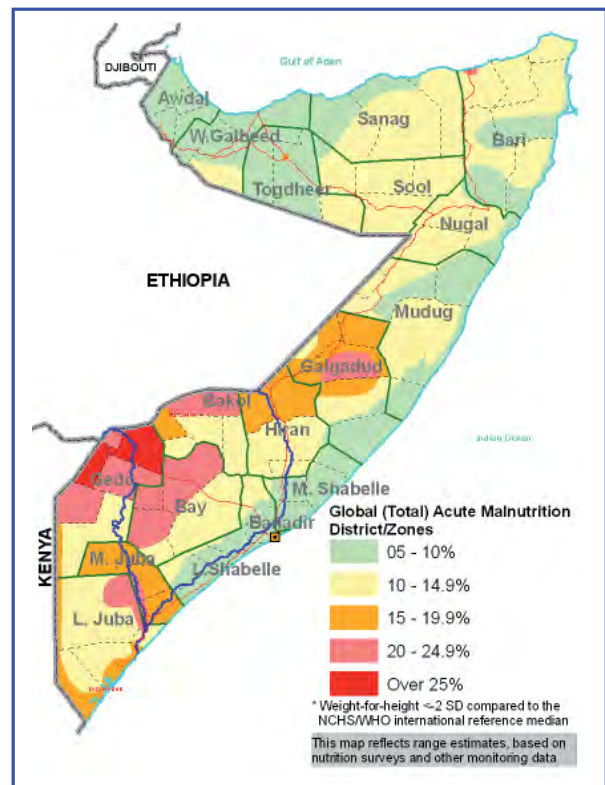 DJIBOUTI
Gulf of Aden
Awdal
Sanag
W.Galbeed
Bari
Togdheer
Sool
Nugal
ETHIOPIA
Mudug
Galgadud
Bakol
Hiran
Indian Ocean
Gedo
Bay
M. Shabelle
Banadir
KENYA
M. Juba
L.Shabelle
L. Juba
Global (Total) Acute Malnutrition
District/Zones
05 - 10%
10 - 14.9%
15 - 19.9%
20 - 24.9%
Over 25%
* Weight-for-height <-2 SD compared to the
NCHS/WHO international reference median
This map reflects range estimates, based on
nutrition surveys and other monitoring data